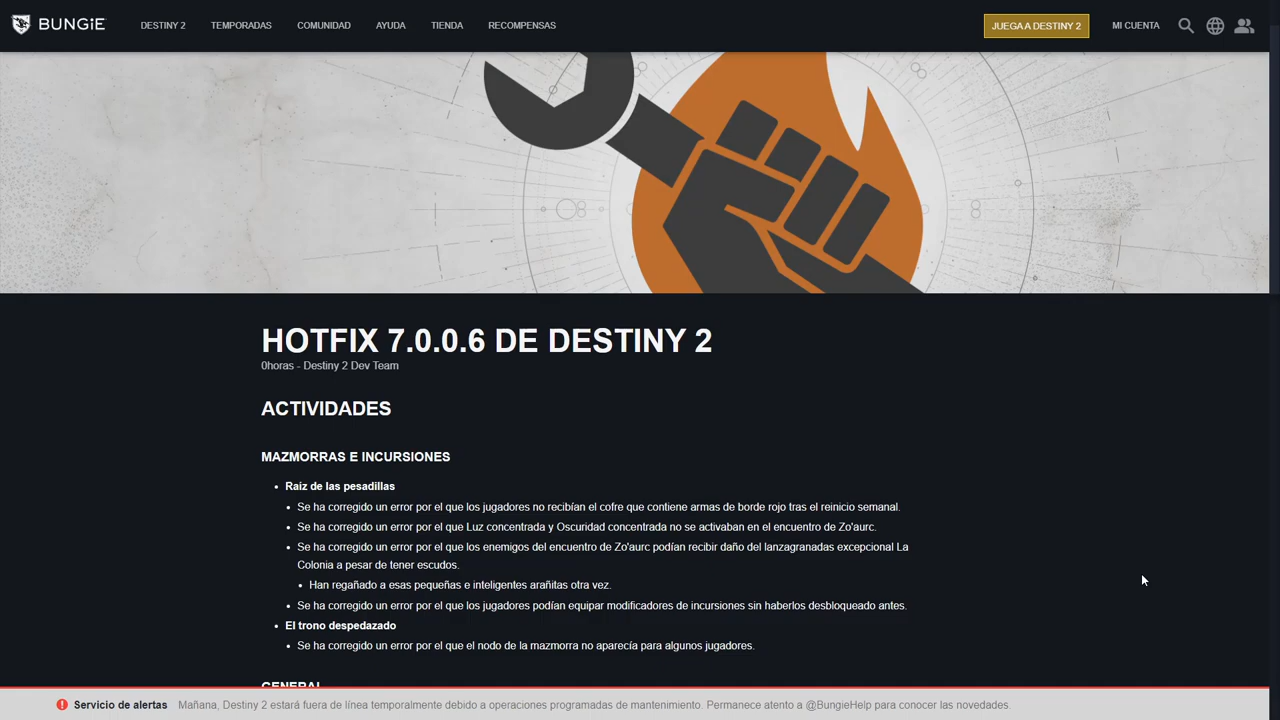 BUNGiE DESTINY 2 TEMPORADAS COMUNIDAD AYUDA TIENDA RECOMPENSAS JUEGA A DESTINY 2 MI CUENTA
HOTFIX 7.0.0.6 DE DESTINY 2
0horas - Destiny 2 Dev Team
ACTIVIDADES
MAZMORRAS E INCURSIONES
Raíz de las pesadillas
Se ha corregido un error por el que los jugadores no recibían el cofre que contiene armas de borde rojo tras el reinicio semanal.
Se ha corregido un error por el que Luz concentrada y Oscuridad concentrada no se activaban en el encuentro de Zo'aurc.
Se ha corregido un error por el que los enemigos del encuentro de Zo'aurc podían recibir daño del lanzagranadas excepcional La
Colonia a pesar de tener escudos.
Han regañado a esas pequeñas e inteligentes arañitas otra vez.
Se ha corregido un error por el que los jugadores podían equipar modificadores de incursiones sin haberlos desbloqueado antes.
El trono despedazado
Se ha corregido un error por el que el nodo de la mazmorra no aparecía para algunos jugadores.
GENERAL
Servicio de alertas Mañana, Destiny 2 estará fuera de línea temporalmente debido a operaciones programadas de mantenimiento. Permanece atento a @BungieHelp para conocer las novedades.